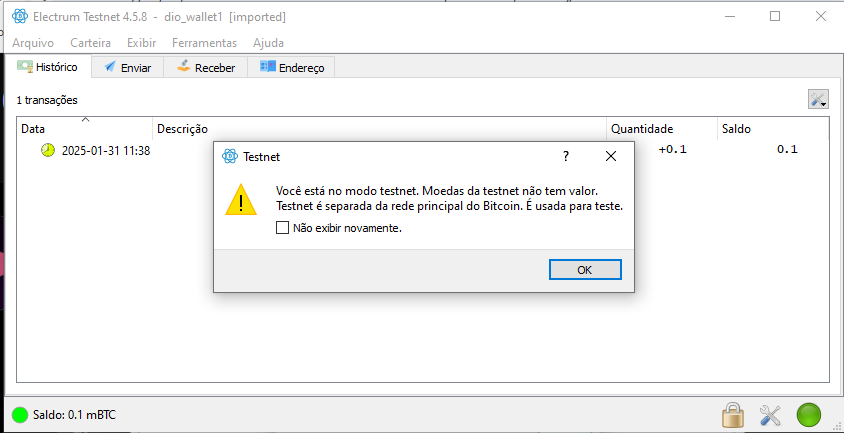 Electrum Testnet 4.5.8 - dio_wallet1 [imported]
Arquivo Carteira Exibir Ferramentas Ajuda
Histórico Enviar Receber Endereço
1 transações
Data Descrição Quantidade Saldo
2025-01-31 11:38 +0.1 0.1
Testnet ?
Você está no modo testnet. Moedas da testnet não tem valor.
Testnet é separada da rede principal do Bitcoin. É usada para teste.
Não exibir novamente.
OK
Saldo: 0.1 mBTC